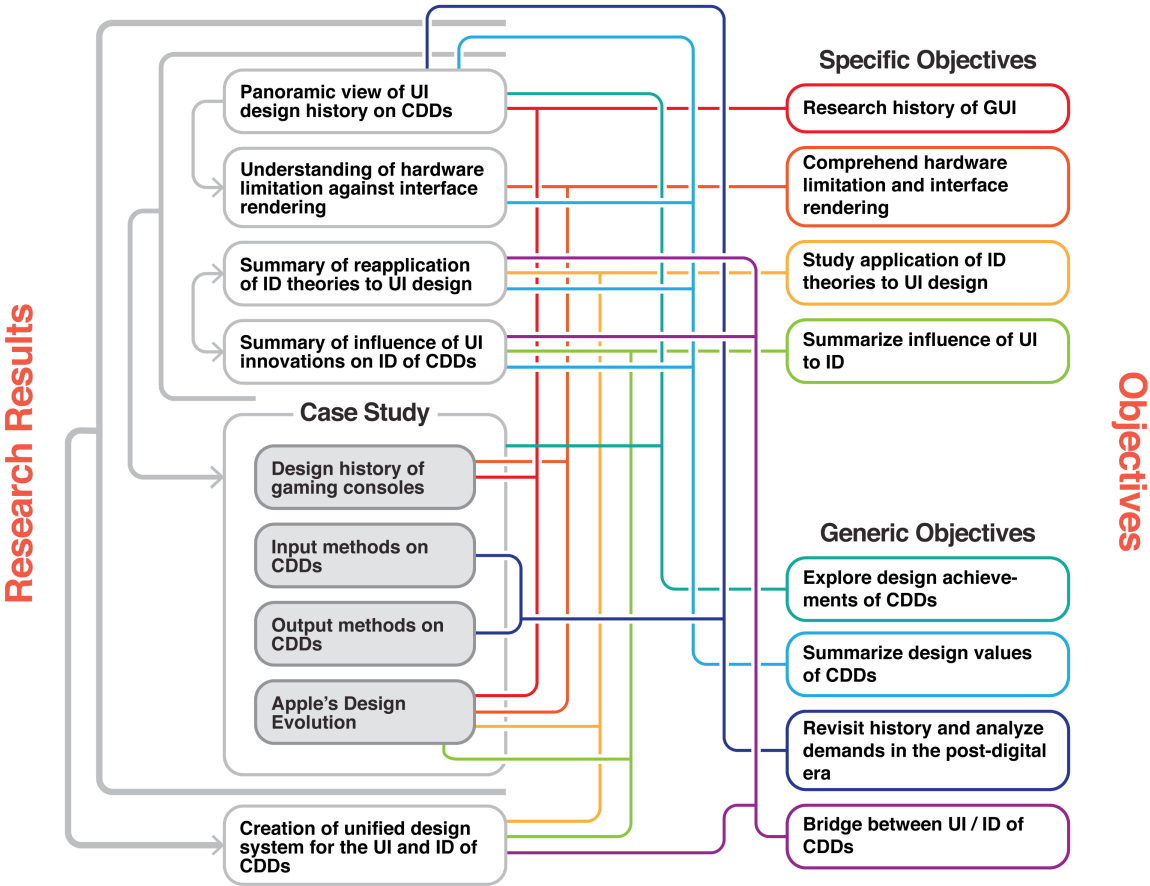 Research Results
Panoramic view of UI
design history on CDDs
Understanding of hardware
limitation against interface
rendering
Summary of reapplication
of ID theories to UI design
Summary of influence of UI
innovations on ID of CDDs
Case Study
Design history of
gaming consoles
Input methods on
CDDs
Output methods on
CDDs
Apple's Design
Evolution
Creation of unified design
system for the UI and ID of
CDDs
Specific Objectives
Research history of GUI
Comprehend hardware
limitation and interface
rendering
Study application of ID
theories to UI design
Summarize influence of UI
to ID
Generic Objectives
Explore design achieve-
ments of CDDs
Summarize design values
of CDDs
Revisit history and analyze
demands in the post-digital
era
Bridge between UI / ID of
CDDs
Objectives